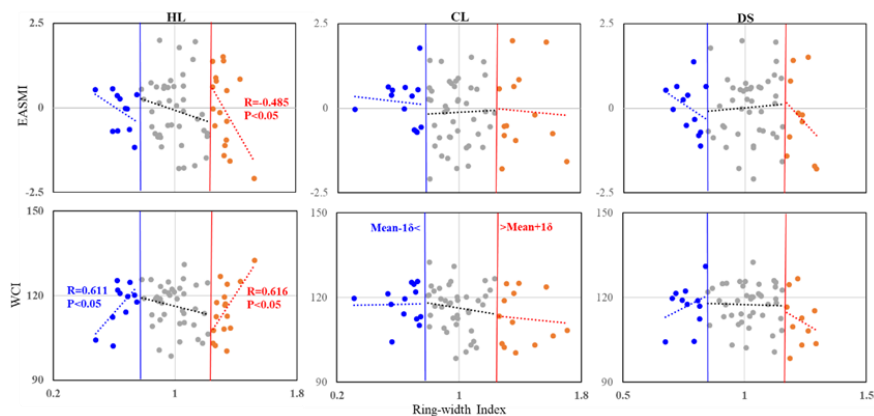 HL
CL
DS
EASMI
2.5
0
-2.5
R=-0.485
P<0.05
2.5
0
-2.5
2.5
0
-2.5
WCI
150
120
90
R=0.611
P<0.05
R=0.616
P<0.05
0.2
1
1.8
150
120
90
Mean-1δ<
>Mean+1δ
0.2
1
1.8
150
120
90
0.5
1
1.5
Ring-width Index